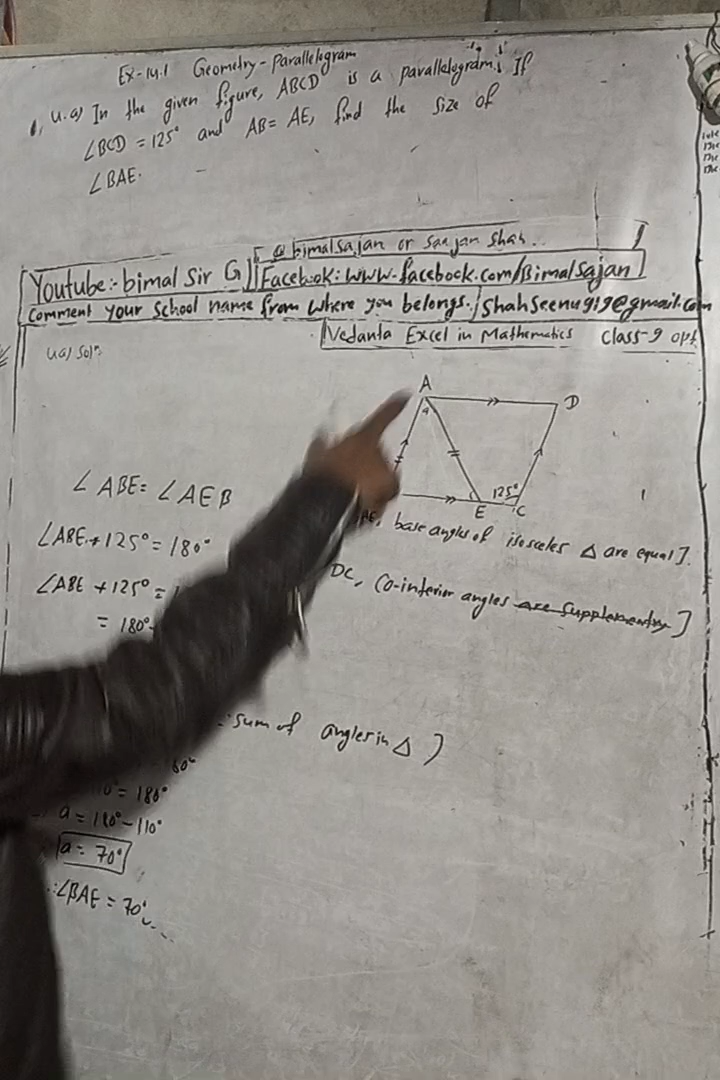 Ex-14.1 Geometry-Parallelogram
4.a) In the given figure, ABCD is a parallelogram. If
∠BCD = 125° and AB = AE, find the size of
∠BAE.
@ bimalsajan or Sanjan Shah..
Youtube:- bimal Sir G Facebook: www.facebook.com/Bimalsajan
Comment your School name from where you belongs. Shahseenu919@gmail.com
Vedanta Excel in Mathematics Class-9 opt
4a) Solⁿ:
A
D
a
125°
E C
∠ABE = ∠AEB
base angles of isosceles Δ are equal].
∠ABE + 125° = 180°
DC, Co-interior angles are supplementry]
∠ABE + 125° =
= 180°-
sum of angles in Δ)
0° = 180°
a = 180° - 110°
a = 70°
∴ ∠BAE = 70°